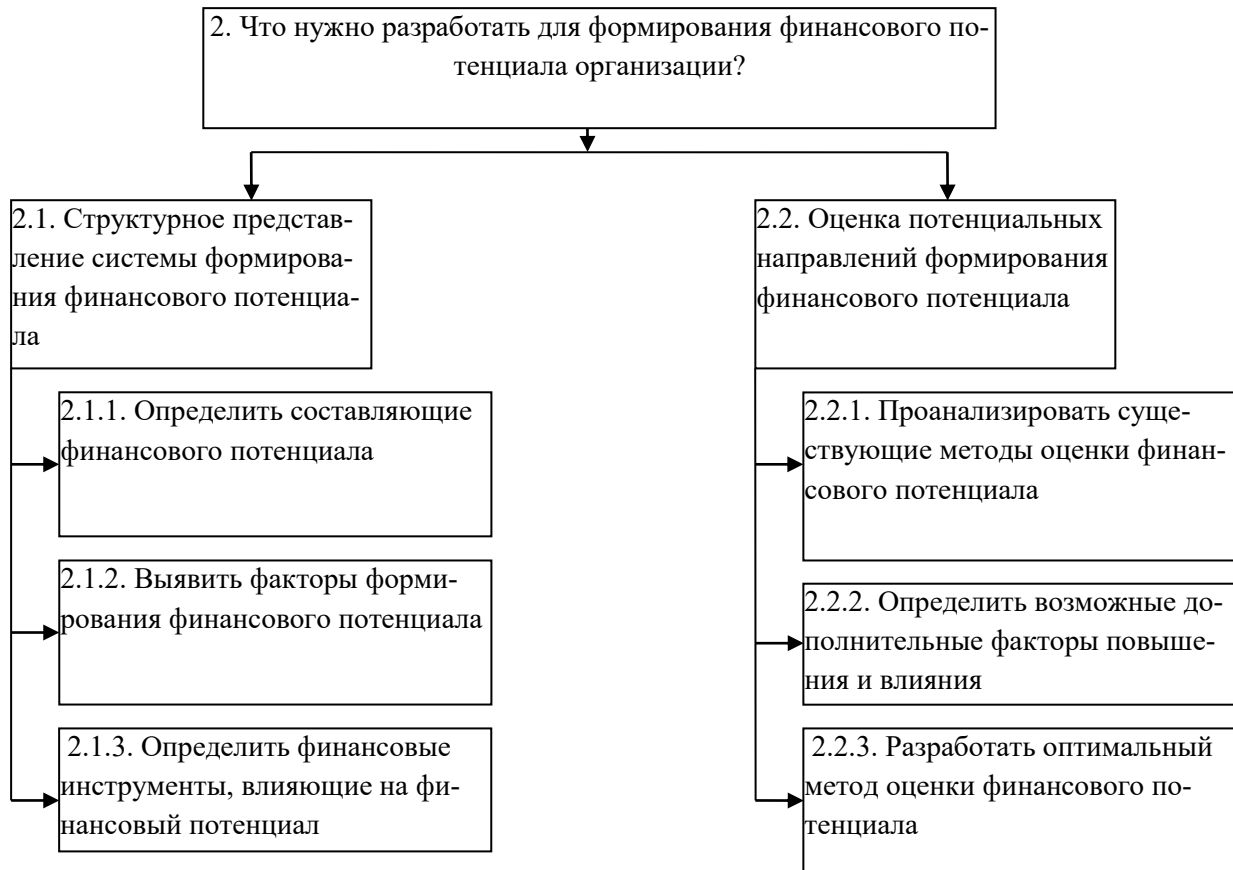 2. Что нужно разработать для формирования финансового по-
тенциала организации?
2.1. Структурное представ-
ление системы формирова-
ния финансового потенциа-
ла
2.1.1. Определить составляющие
финансового потенциала
2.1.2. Выявить факторы форми-
рования финансового потенциала
2.1.3. Определить финансовые
инструменты, влияющие на фи-
нансовый потенциал
2.2. Оценка потенциальных
направлений формирования
финансового потенциала
2.2.1. Проанализировать суще-
ствующие методы оценки финан-
сового потенциала
2.2.2. Определить возможные до-
полнительные факторы повыше-
ния и влияния
2.2.3. Разработать оптимальный
метод оценки финансового по-
тенциала